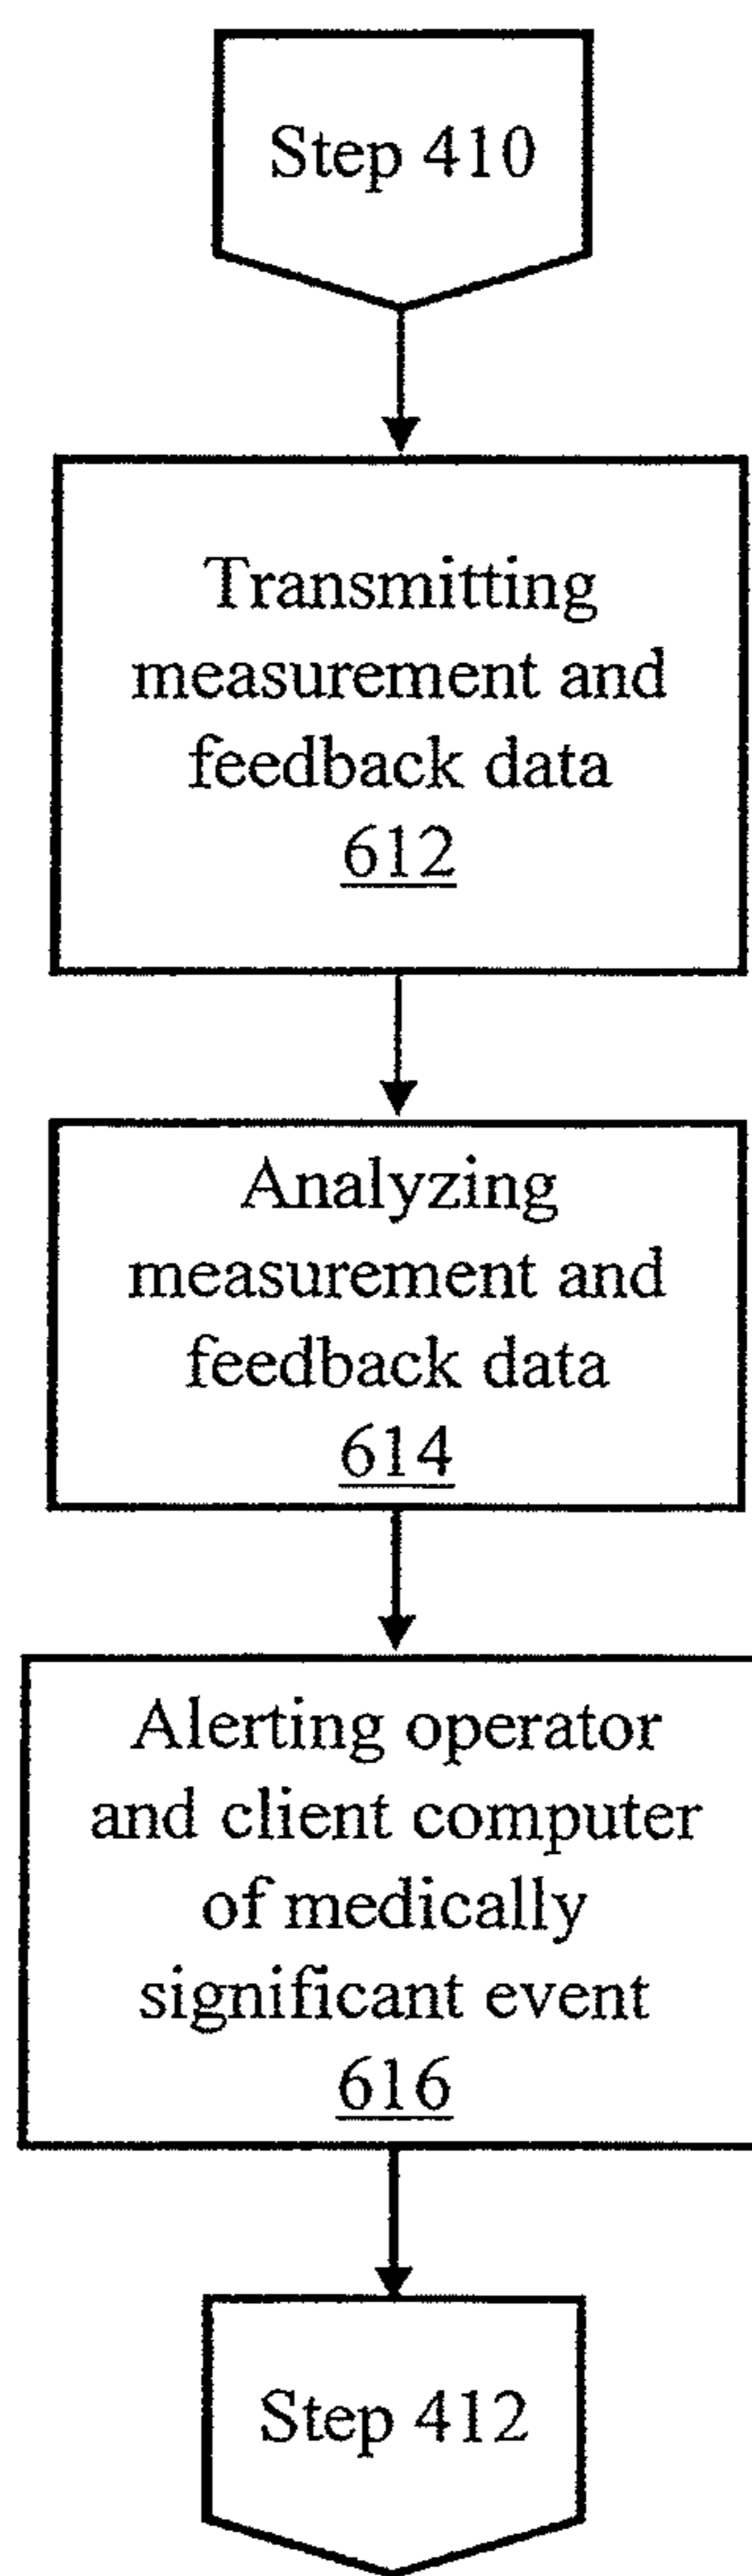 Step 410
Transmitting
measurement and
feedback data
612
Analyzing
measurement and
feedback data
614
Alerting operator
and client computer
of medically
significant event
616
Step 412